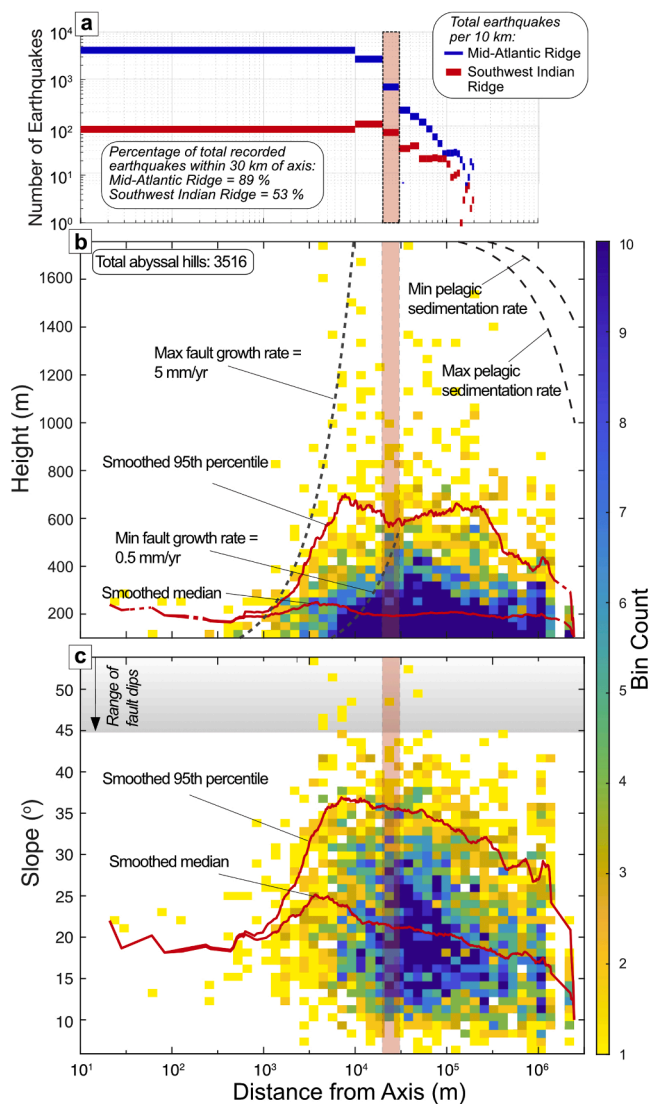 a
Number of Earthquakes
10⁴
10³
10²
10¹
10⁰
Total earthquakes
per 10 km:
Mid-Atlantic Ridge
Southwest Indian
Ridge
Percentage of total recorded
earthquakes within 30 km of axis:
Mid-Atlantic Ridge = 89 %
Southwest Indian Ridge = 53 %
b
Total abyssal hills: 3516
Height (m)
1600
1400
1200
1000
800
600
400
200
Min pelagic
sedimentation rate
Max pelagic
sedimentation rate
Max fault growth rate =
5 mm/yr
Smoothed 95th percentile
Min fault growth rate =
0.5 mm/yr
Smoothed median
c
Range of
fault dips
Slope (º)
50
45
40
35
30
25
20
15
10
Smoothed 95th percentile
Smoothed median
10¹
10²
10³
10⁴
10⁵
10⁶
Distance from Axis (m)
10
9
8
7
6
5
4
3
2
1
Bin Count